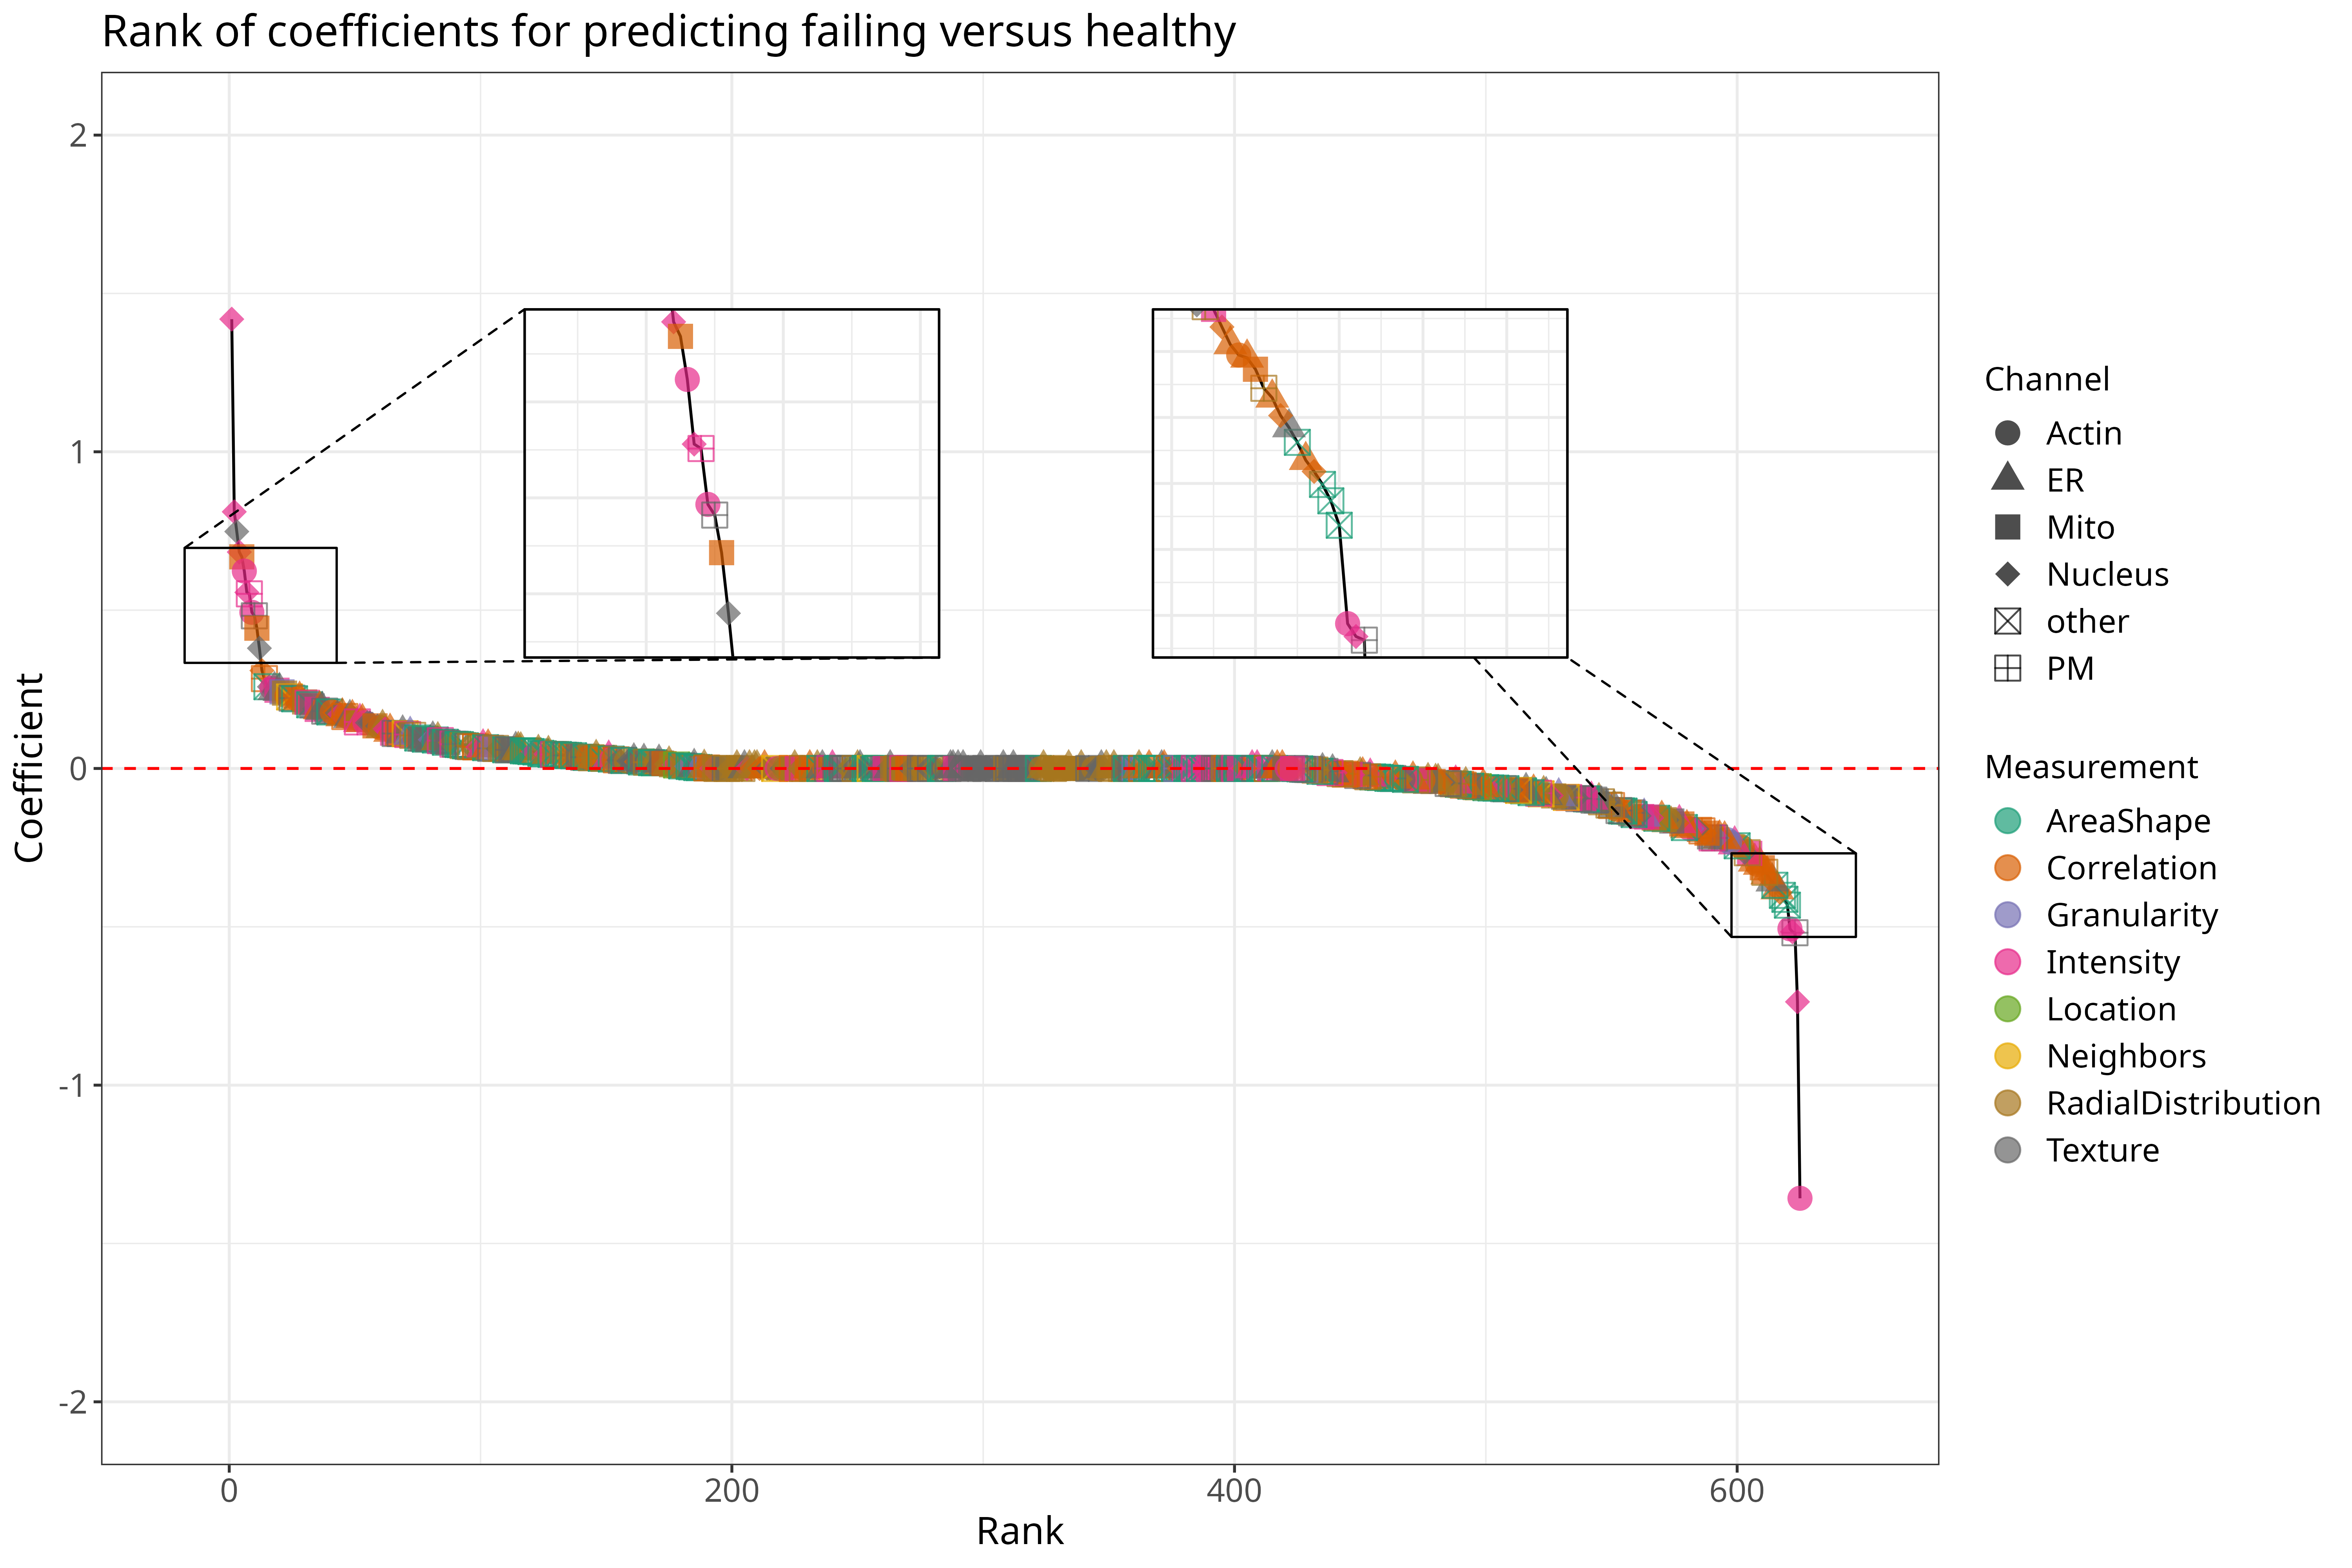 Rank of coefficients for predicting failing versus healthy
2
1
0
-1
-2
Coefficient
0
200
400
600
Rank
Channel
Actin
ER
Mito
Nucleus
other
PM
Measurement
AreaShape
Correlation
Granularity
Intensity
Location
Neighbors
RadialDistribution
Texture